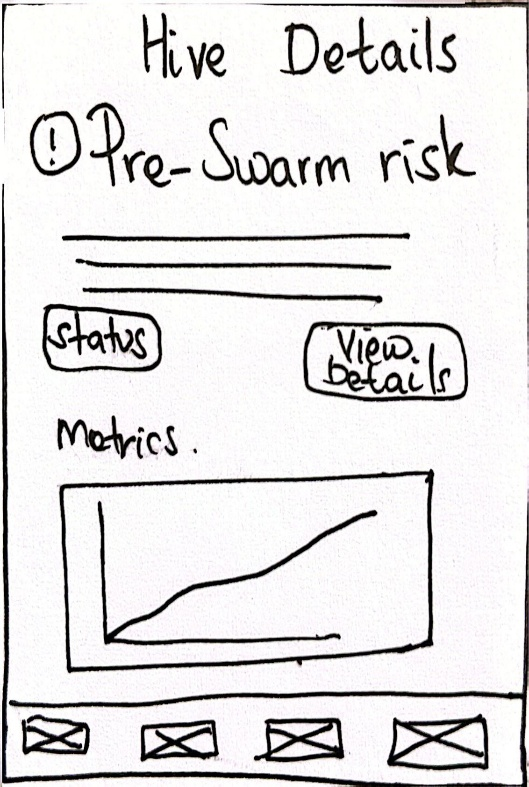 Hive Details
! Pre-Swarm risk
Status
View.
Details
Metrics.